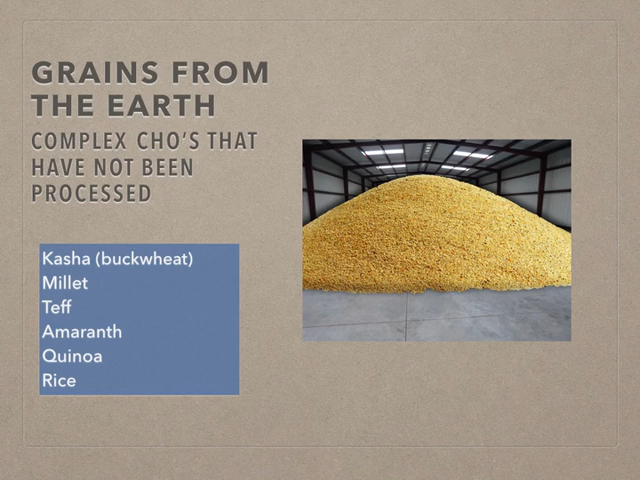 GRAINS FROM
THE EARTH
COMPLEX CHO'S THAT
HAVE NOT BEEN
PROCESSED
Kasha (buckwheat)
Millet
Teff
Amaranth
Quinoa
Rice